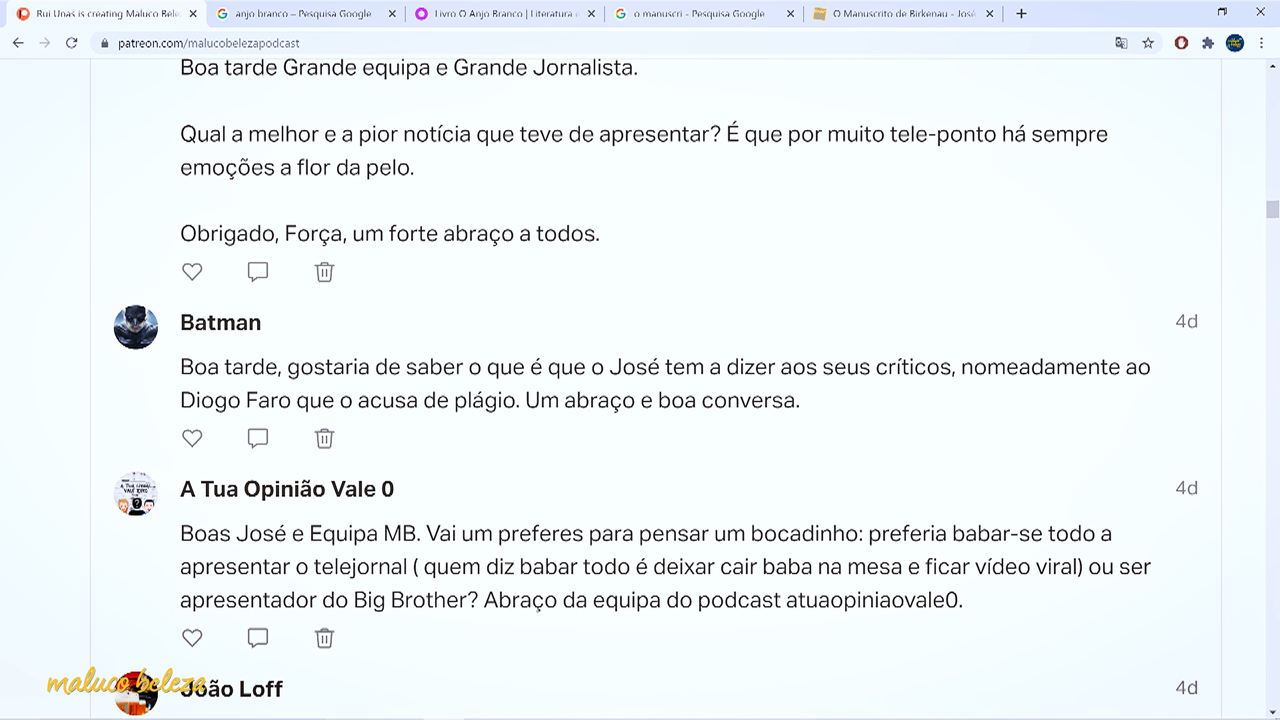 Rui Unas is creating Maluco Bele
anjo branco – Pesquisa Google
Livro O Anjo Branco | Literatura
o manuscri - Pesquisa Google
O Manuscrito de Birkenau - José
patreon.com/malucobelezapodcast
Boa tarde Grande equipa e Grande Jornalista.
Qual a melhor e a pior notícia que teve de apresentar? É que por muito tele-ponto há sempre
emoções a flor da pelo.
Obrigado, Força, um forte abraço a todos.
Batman
4d
Boa tarde, gostaria de saber o que é que o José tem a dizer aos seus críticos, nomeadamente ao
Diogo Faro que o acusa de plágio. Um abraço e boa conversa.
A Tua Opinião Vale 0
4d
Boas José e Equipa MB. Vai um preferes para pensar um bocadinho: preferia babar-se todo a
apresentar o telejornal ( quem diz babar todo é deixar cair baba na mesa e ficar vídeo viral) ou ser
apresentador do Big Brother? Abraço da equipa do podcast atuaopiniaovale0.
maluco beleza
João Loff
4d